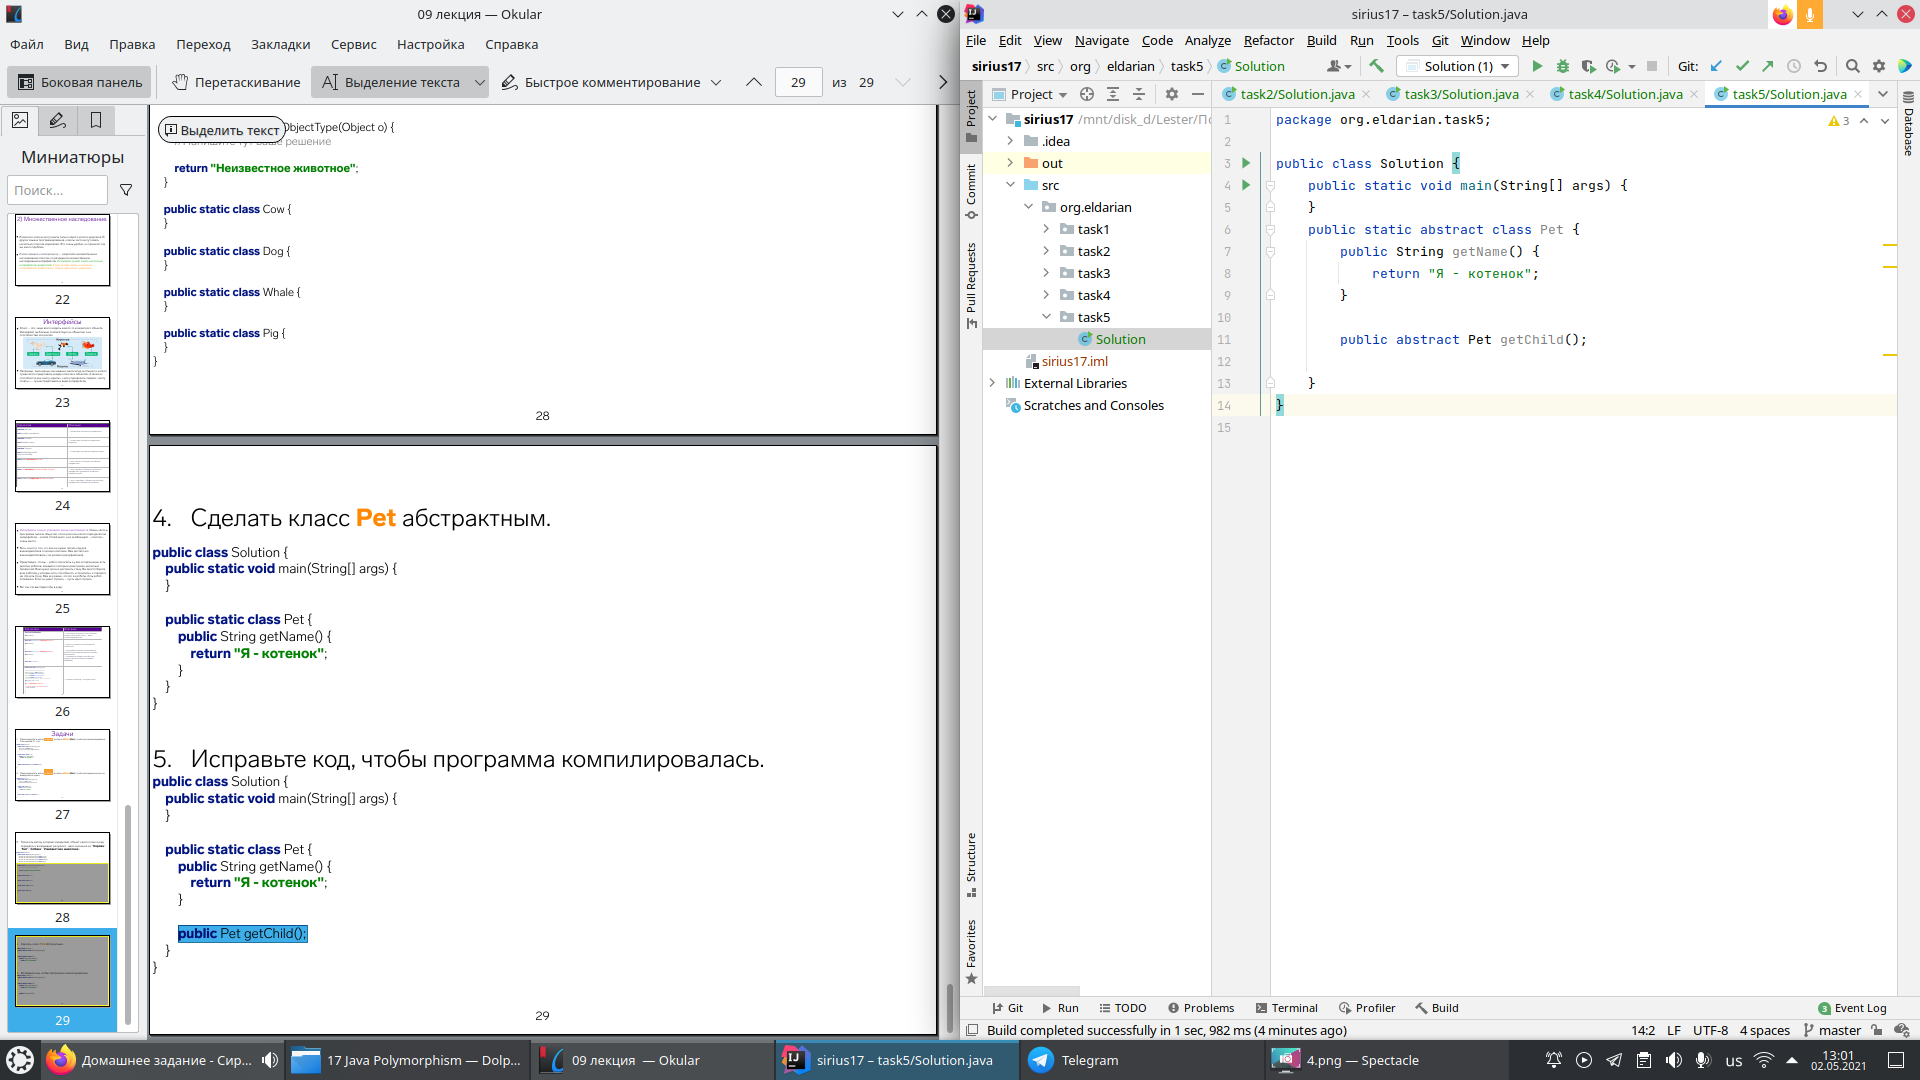 09 лекция — Okular
Файл Вид Правка Переход Закладки Сервис Настройка Справка
Боковая панель Перетаскивание Выделение текста Быстрое комментирование 29 из 29
Миниатюры
Поиск...
22
Интерфейсы
23
24
25
26
Задачи
27
28
29
Выделить текст
ObjectType(Object o) {
return "Неизвестное животное";
}
public static class Cow {
}
public static class Dog {
}
public static class Whale {
}
public static class Pig {
}
}
28
4. Сделать класс Pet абстрактным.
public class Solution {
public static void main(String[] args) {
}
public static class Pet {
public String getName() {
return "Я - котенок";
}
}
}
5. Исправьте код, чтобы программа компилировалась.
public class Solution {
public static void main(String[] args) {
}
public static class Pet {
public String getName() {
return "Я - котенок";
}
public Pet getChild();
}
}
29
sirius17 – task5/Solution.java
File Edit View Navigate Code Analyze Refactor Build Run Tools Git Window Help
sirius17 src org eldarian task5 Solution Solution (1) Git:
Project
Commit
Pull Requests
Structure
Favorites
Database
Project
task2/Solution.java task3/Solution.java task4/Solution.java task5/Solution.java
sirius17 /mnt/disk_d/Lester/По
.idea
out
src
org.eldarian
task1
task2
task3
task4
task5
Solution
sirius17.iml
External Libraries
Scratches and Consoles
3
1 package org.eldarian.task5;
2
3 public class Solution {
4 public static void main(String[] args) {
5 }
6 public static abstract class Pet {
7 public String getName() {
8 return "Я - котенок";
9 }
10
11 public abstract Pet getChild();
12
13 }
14 }
15
Git Run TODO Problems Terminal Profiler Build 3 Event Log
Build completed successfully in 1 sec, 982 ms (4 minutes ago) 14:2 LF UTF-8 4 spaces master
Домашнее задание - Сир... 17 Java Polymorphism — Dolp... 09 лекция — Okular sirius17 – task5/Solution.java Telegram 4.png — Spectacle us 13:01
02.05.2021